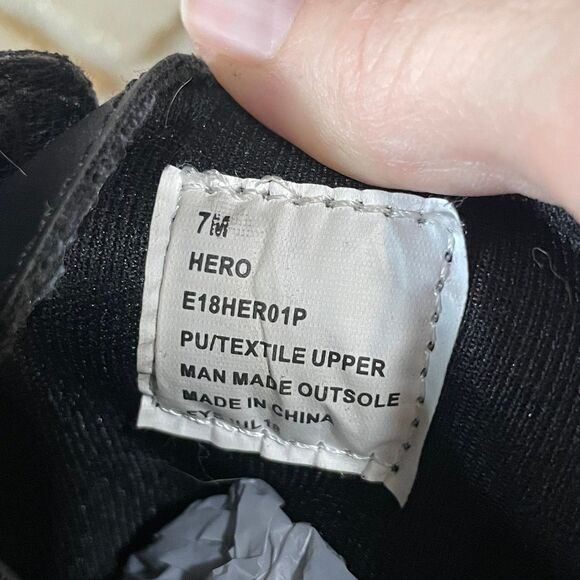 7M
HERO
E18HER01P
PU/TEXTILE UPPER
MAN MADE OUTSOLE
MADE IN CHINA